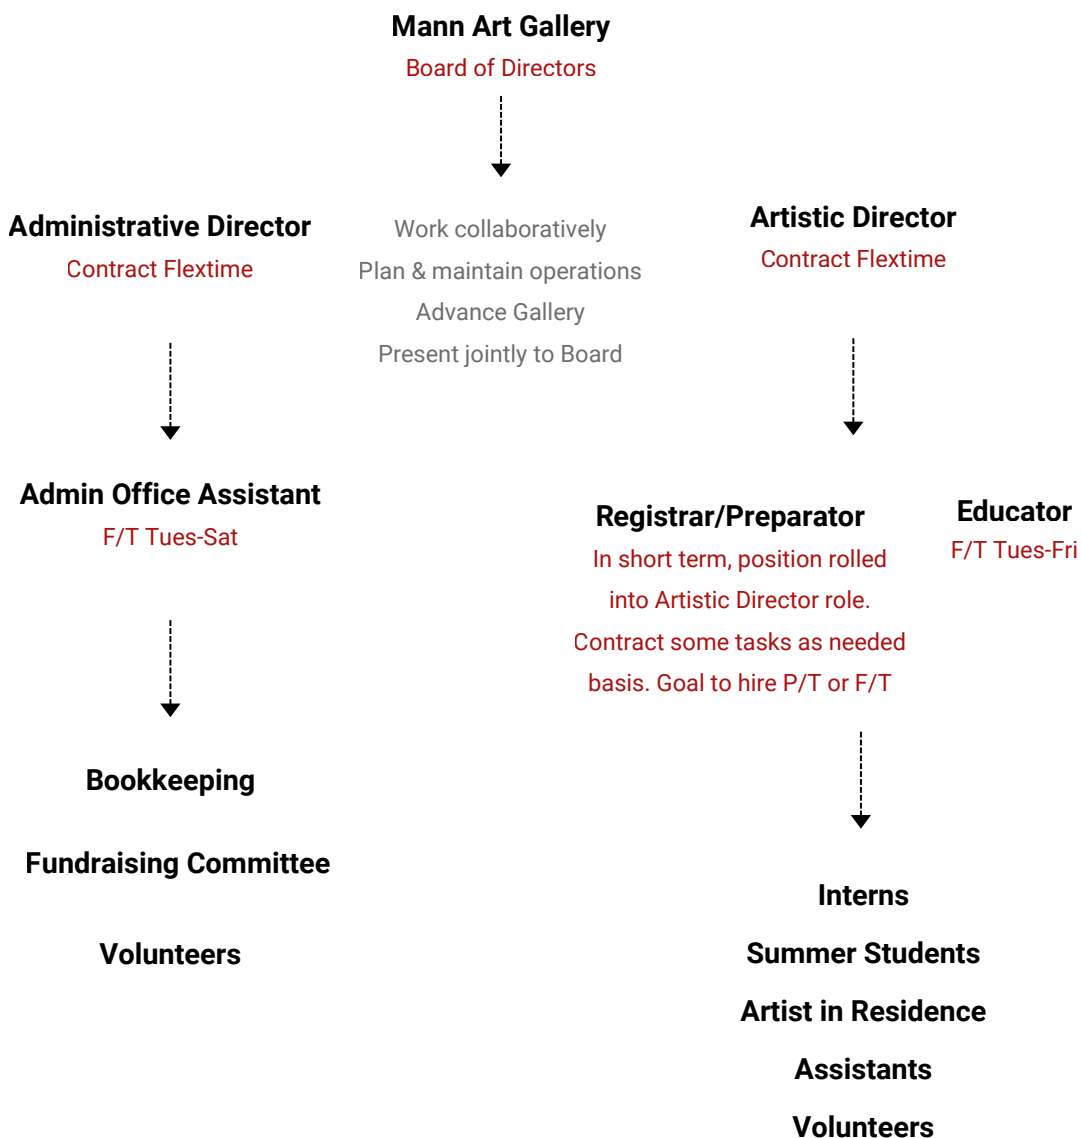 Mann Art Gallery
Board of Directors
Administrative Director
Contract Flextime
Work collaboratively
Plan & maintain operations
Advance Gallery
Present jointly to Board
Artistic Director
Contract Flextime
Admin Office Assistant
F/T Tues-Sat
Registrar/Preparator
In short term, position rolled
into Artistic Director role.
Contract some tasks as needed
basis. Goal to hire P/T or F/T
Educator
F/T Tues-Fri
Bookkeeping
Fundraising Committee
Volunteers
Interns
Summer Students
Artist in Residence
Assistants
Volunteers